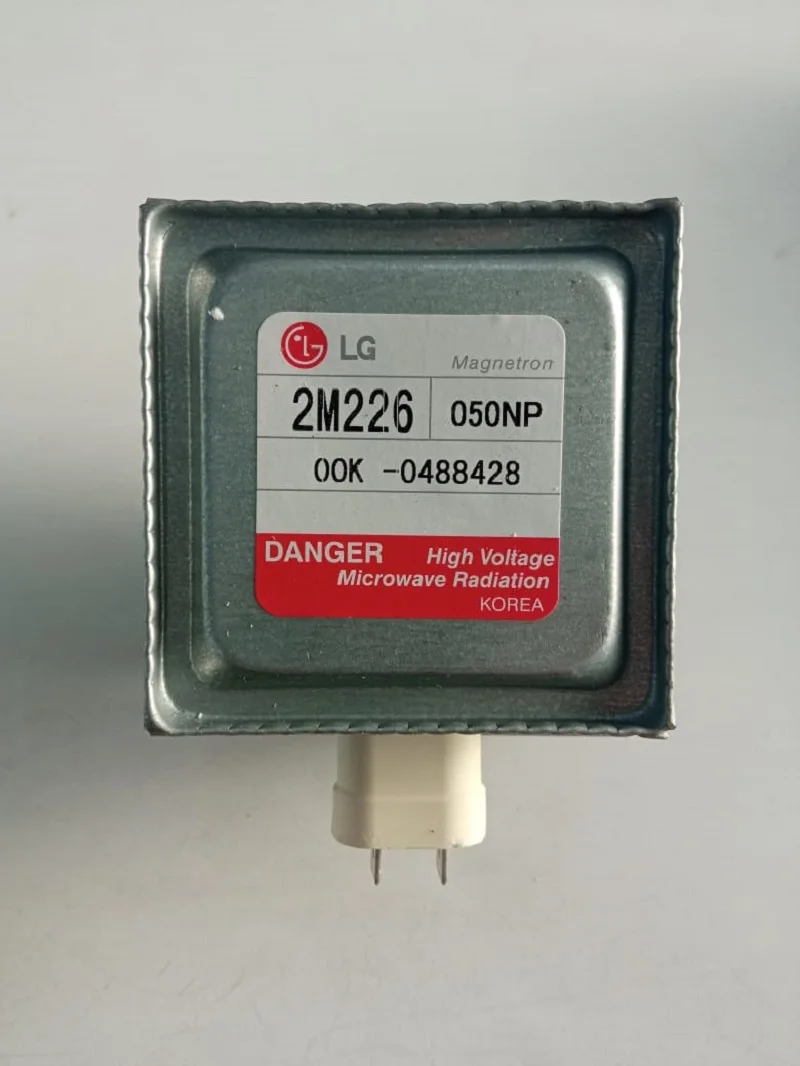 LG
Magnetron
2M226 050NP
00K -0488428
DANGER High Voltage
Microwave Radiation
KOREA